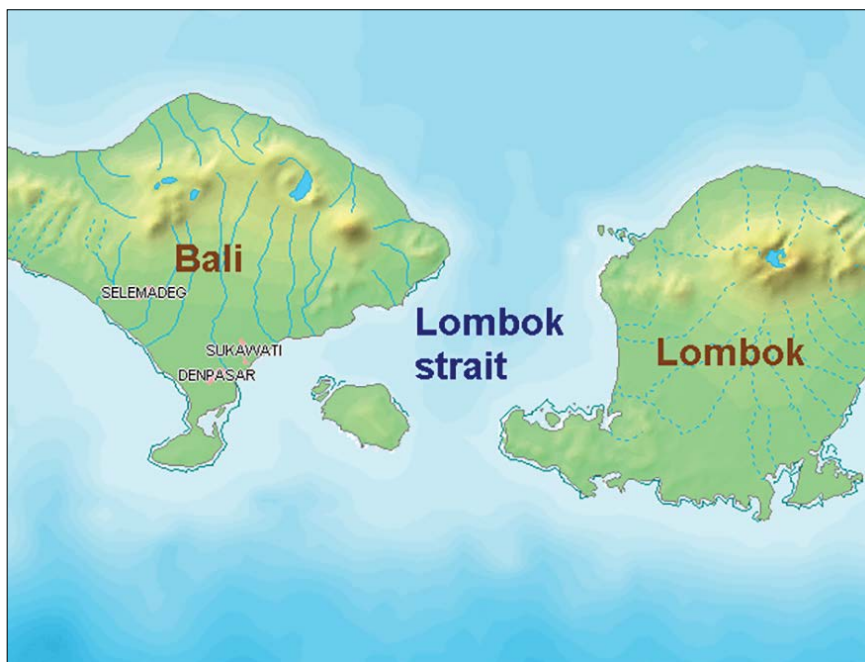 Bali
SELEMADEG
Lombok
strait
SUKAWATI
Lombok
DENPASAR